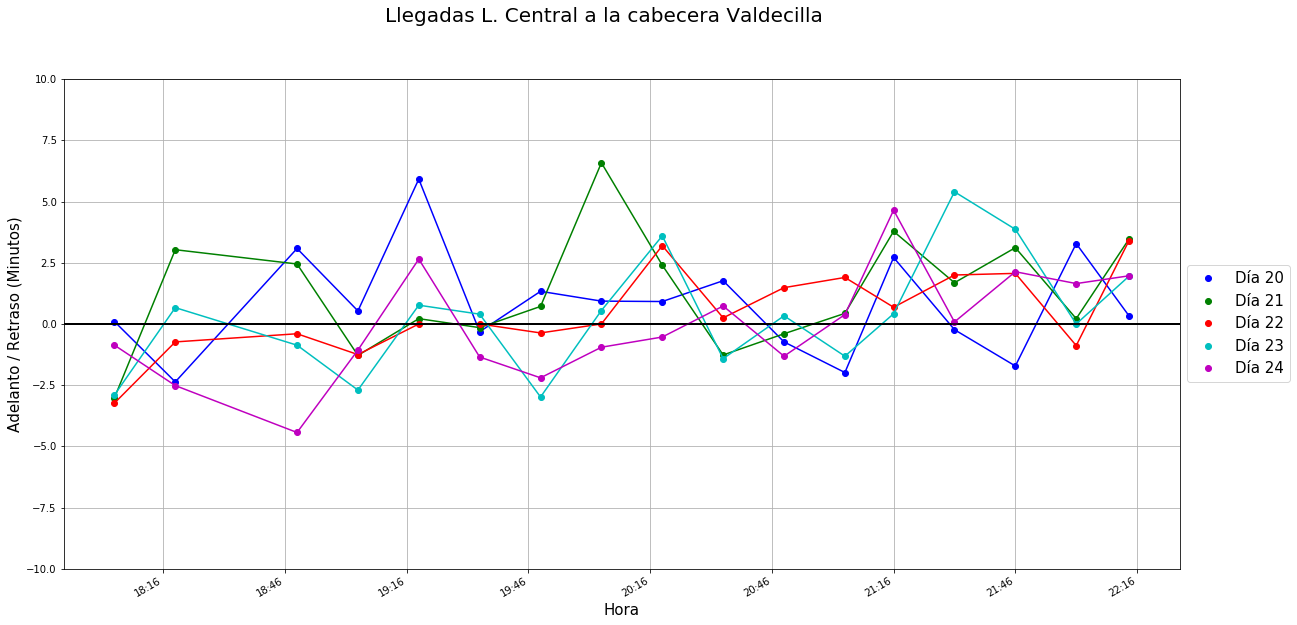 Llegadas L. Central a la cabecera Valdecilla
Adelanto / Retraso (Minutos)
10.0
7.5
5.0
2.5
0.0
−2.5
−5.0
−7.5
−10.0
18:16
18:46
19:16
19:46
20:16
20:46
21:16
21:46
22:16
Hora
Día 20
Día 21
Día 22
Día 23
Día 24